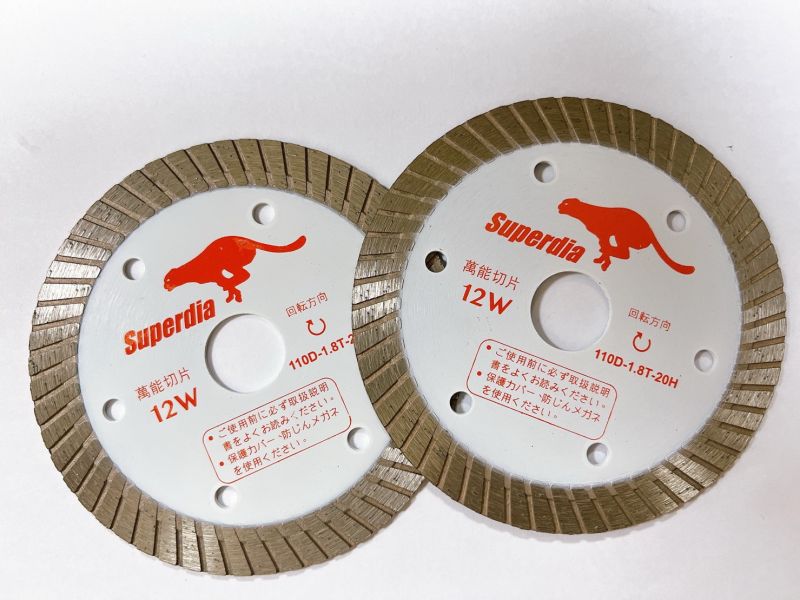 Superdia
萬能切片
12W
回転方向
110D-1.8T-2
• ご使用前に必ず取扱説明
書をよくお読みください。
• 保護力バー・防じんメガネ
を使用ください。
Superdia
萬能切片
12W
回転方向
110D-1.8T-20H
• ご使用前に必ず取扱説明
書をよくお読みください。
• 保護力バー・防じんメガネ
を使用ください。